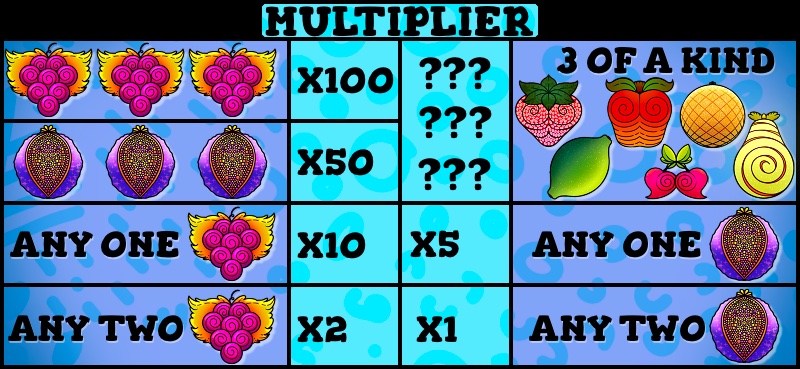 MULTIPLIER
X100
X50
???
???
???
3 OF A KIND
ANY ONE
X10
X5
ANY ONE
ANY TWO
X2
X1
ANY TWO